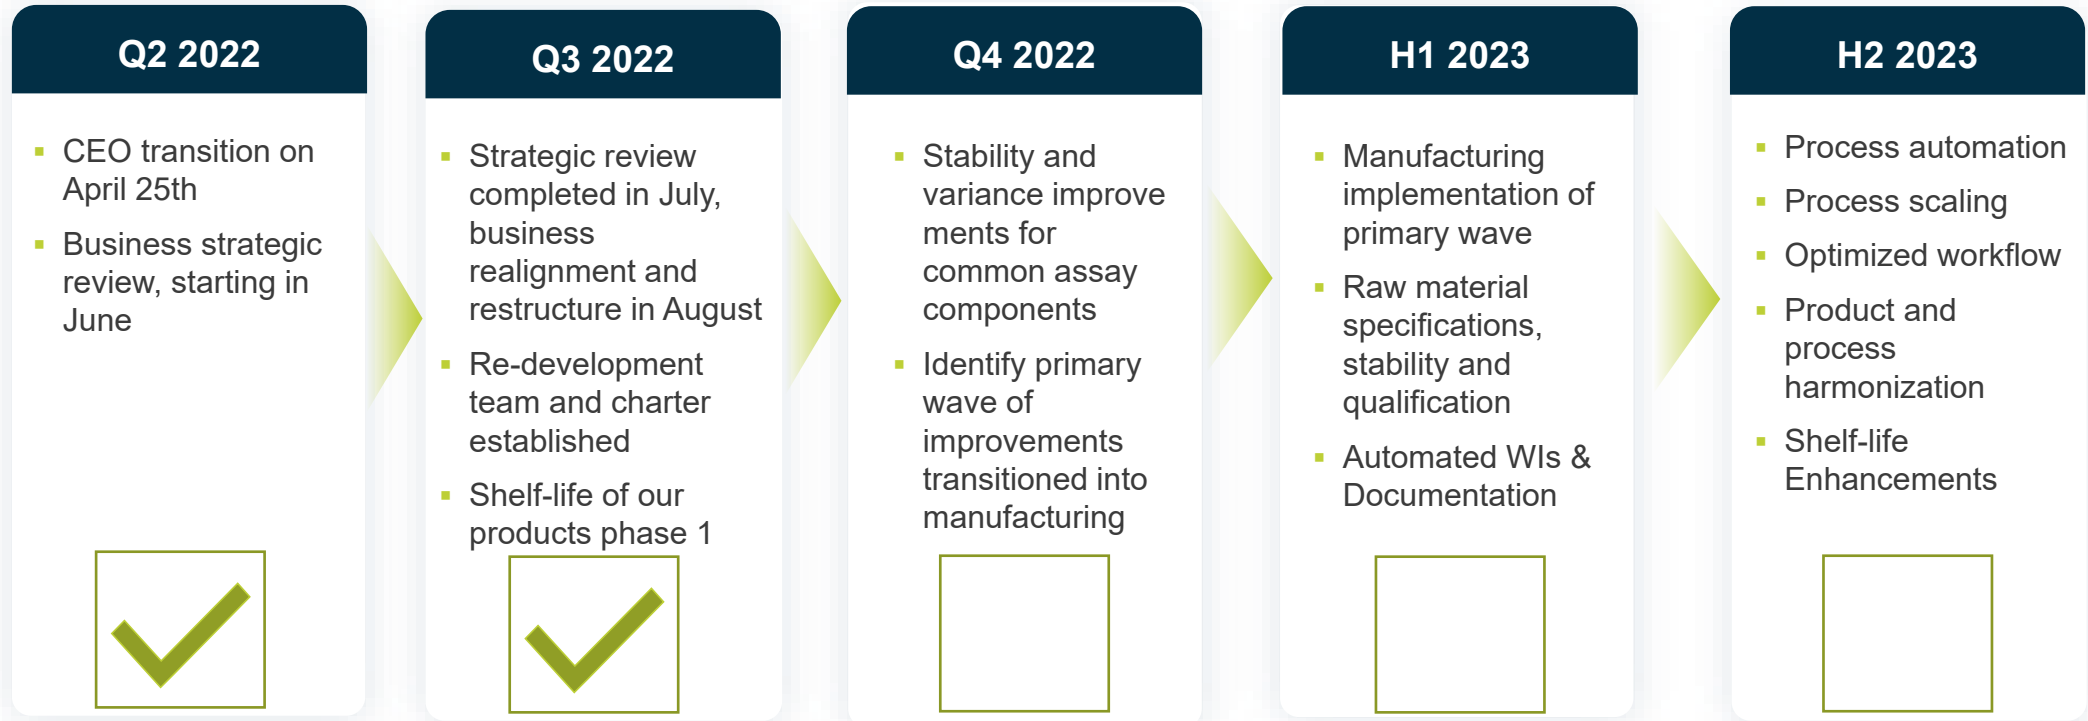 Q2 2022
CEO transition on
April 25th
Business strategic
review, starting in
June
Q3 2022
Strategic review
completed in July,
business
realignment and
restructure in August
Re-development
team and charter
established
Shelf-life of our
products phase 1
Q4 2022
Stability and
variance improve
ments for
common assay
components
Identify primary
wave of
improvements
transitioned into
manufacturing
H1 2023
Manufacturing
implementation of
primary wave
Raw material
specifications,
stability and
qualification
Automated WIs &
Documentation
H2 2023
Process automation
Process scaling
Optimized workflow
Product and
process
harmonization
Shelf-life
Enhancements